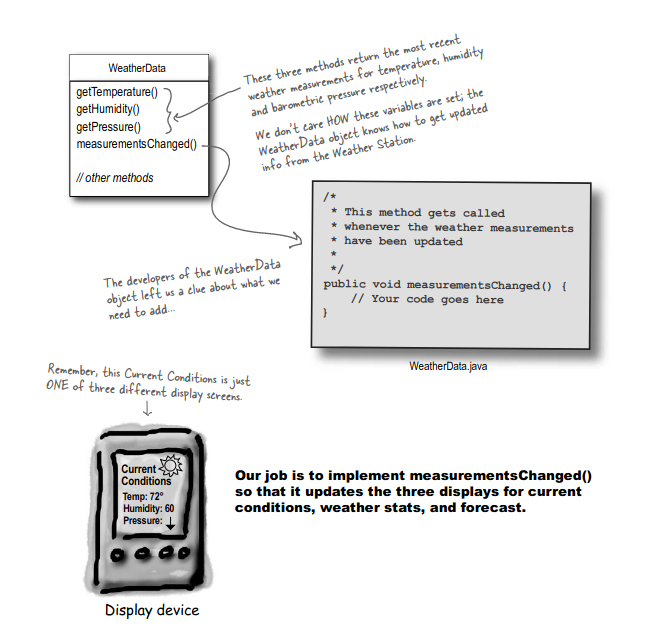 WeatherData
getTemperature()
getHumidity()
getPressure()
measurementsChanged()
// other methods
These three methods return the most recent
weather measurements for temperature, humidity
and barometric pressure respectively.
We don't care HOW these variables are set; the
WeatherData object knows how to get updated
info from the Weather Station.
/*
* This method gets called
* whenever the weather measurements
* have been updated
*
*/
public void measurementsChanged() {
// Your code goes here
}
WeatherData.java
The developers of the WeatherData
object left us a clue about what we
need to add...
Remember, this Current Conditions is just
ONE of three different display screens.
Current
Conditions
Temp: 72°
Humidity: 60
Pressure:
Display device
Our job is to implement measurementsChanged()
so that it updates the three displays for current
conditions, weather stats, and forecast.